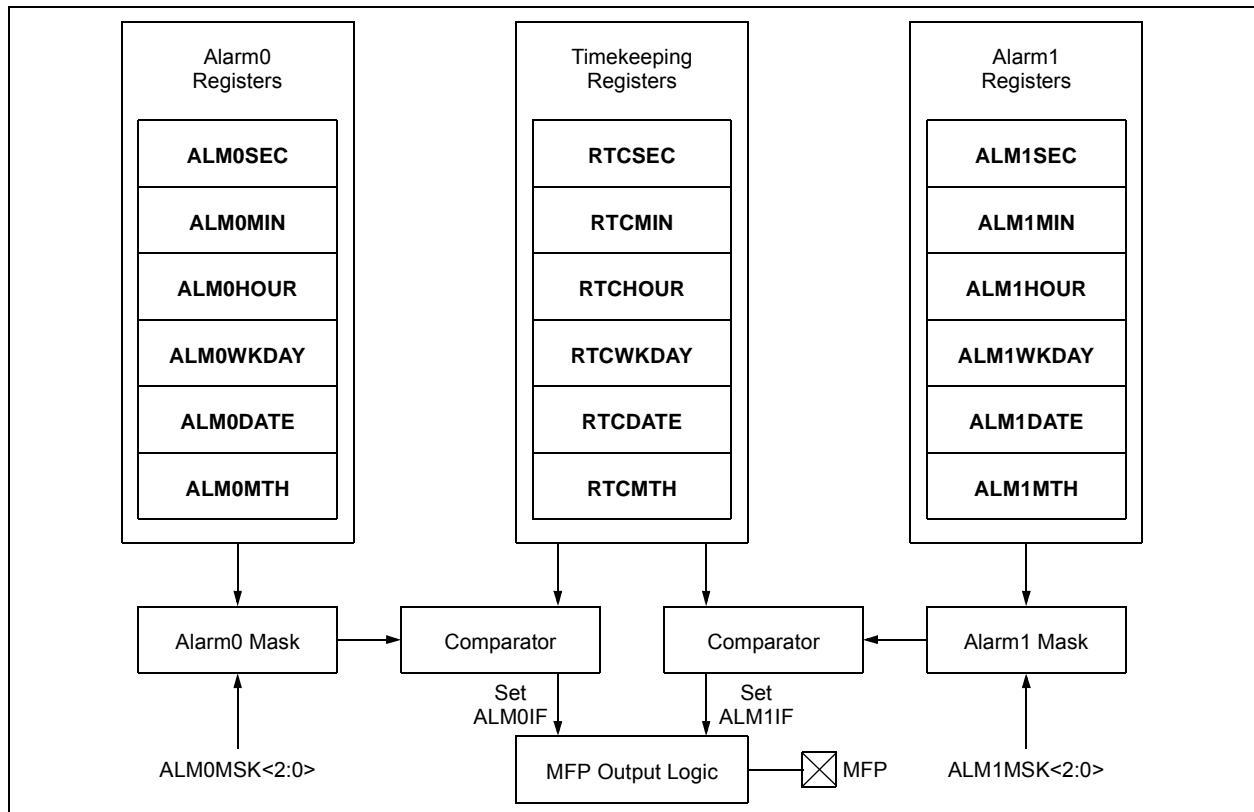 Alarm0
Registers
ALM0SEC
ALM0MIN
ALM0HOUR
ALM0WKDAY
ALM0DATE
ALM0MTH
Timekeeping
Registers
RTCSEC
RTCMIN
RTCHOUR
RTCWKDAY
RTCDATE
RTCMTH
Alarm1
Registers
ALM1SEC
ALM1MIN
ALM1HOUR
ALM1WKDAY
ALM1DATE
ALM1MTH
Alarm0 Mask
Comparator
Comparator
Alarm1 Mask
Set
ALM0IF
Set
ALM1IF
ALM0MSK<2:0>
MFP Output Logic
MFP
ALM1MSK<2:0>